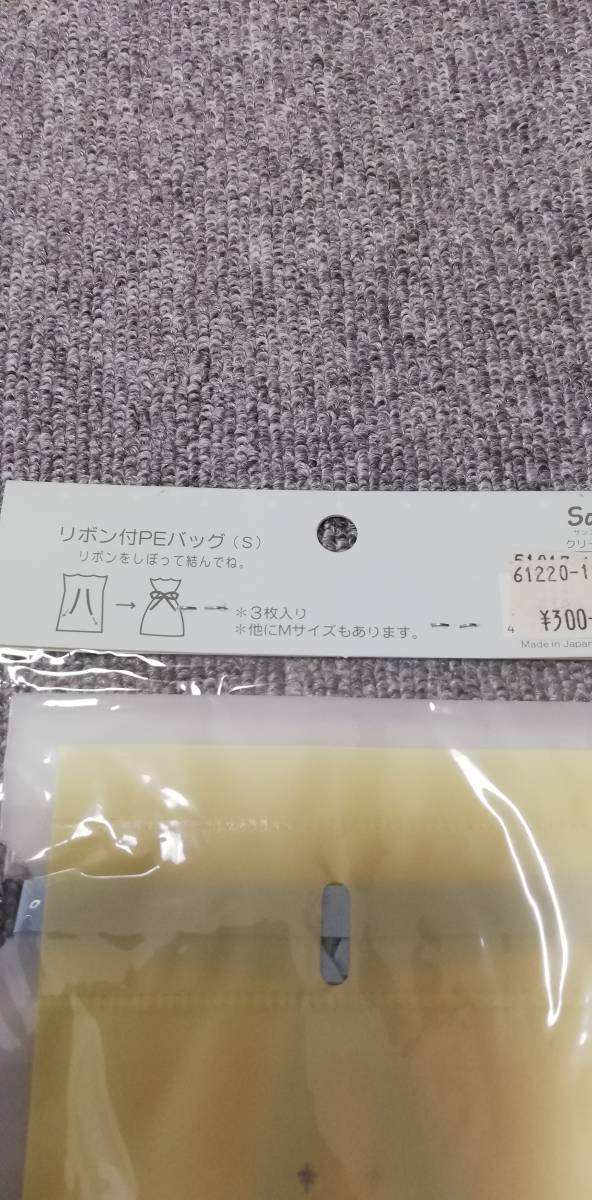 リボン付PEバッグ（S）
リボンをしぼって結んでね。
＊3枚入り
＊他にMサイズもあります。
61220-1
¥300-
4
Made in Japan